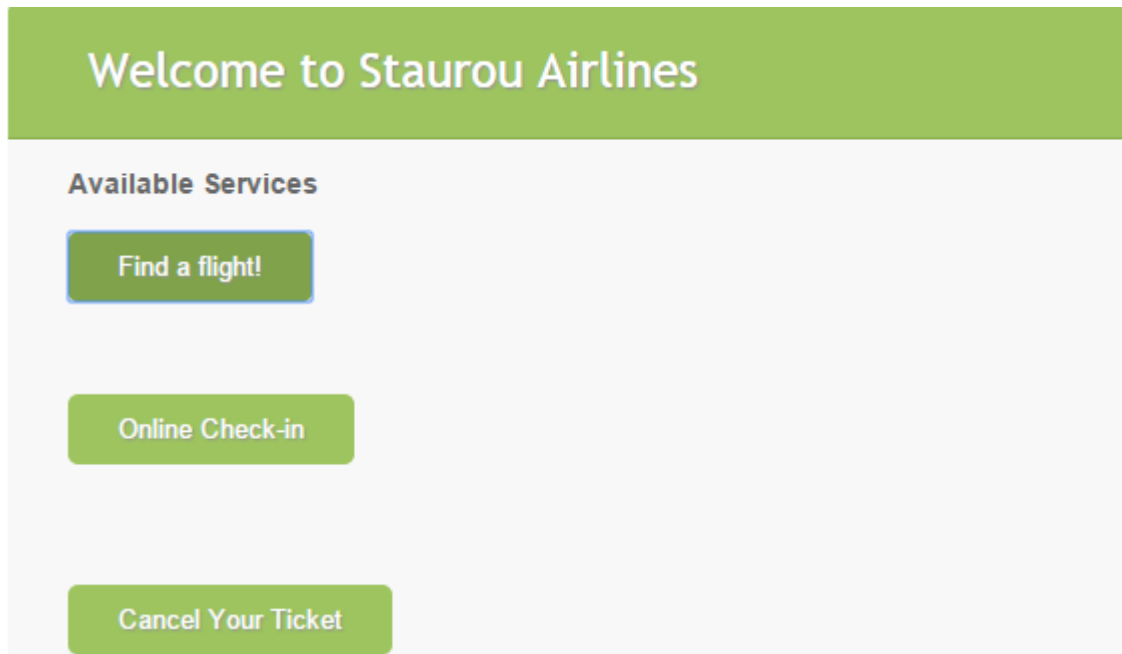 Welcome to Staurou Airlines
Available Services
Find a flight!
Online Check-in
Cancel Your Ticket